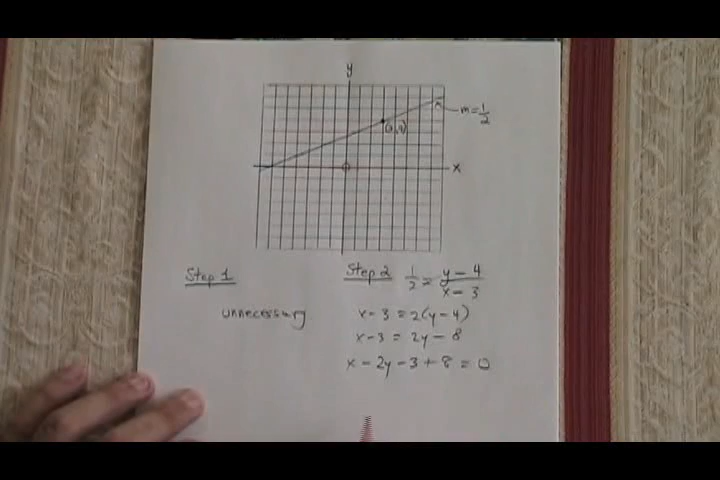 y
m=1/2
(3,4)
x
Step 1
unnecessary
Step 2 1/2 = y-4/x-3
x-3 = 2(y-4)
x-3 = 2y-8
x-2y-3+8=0